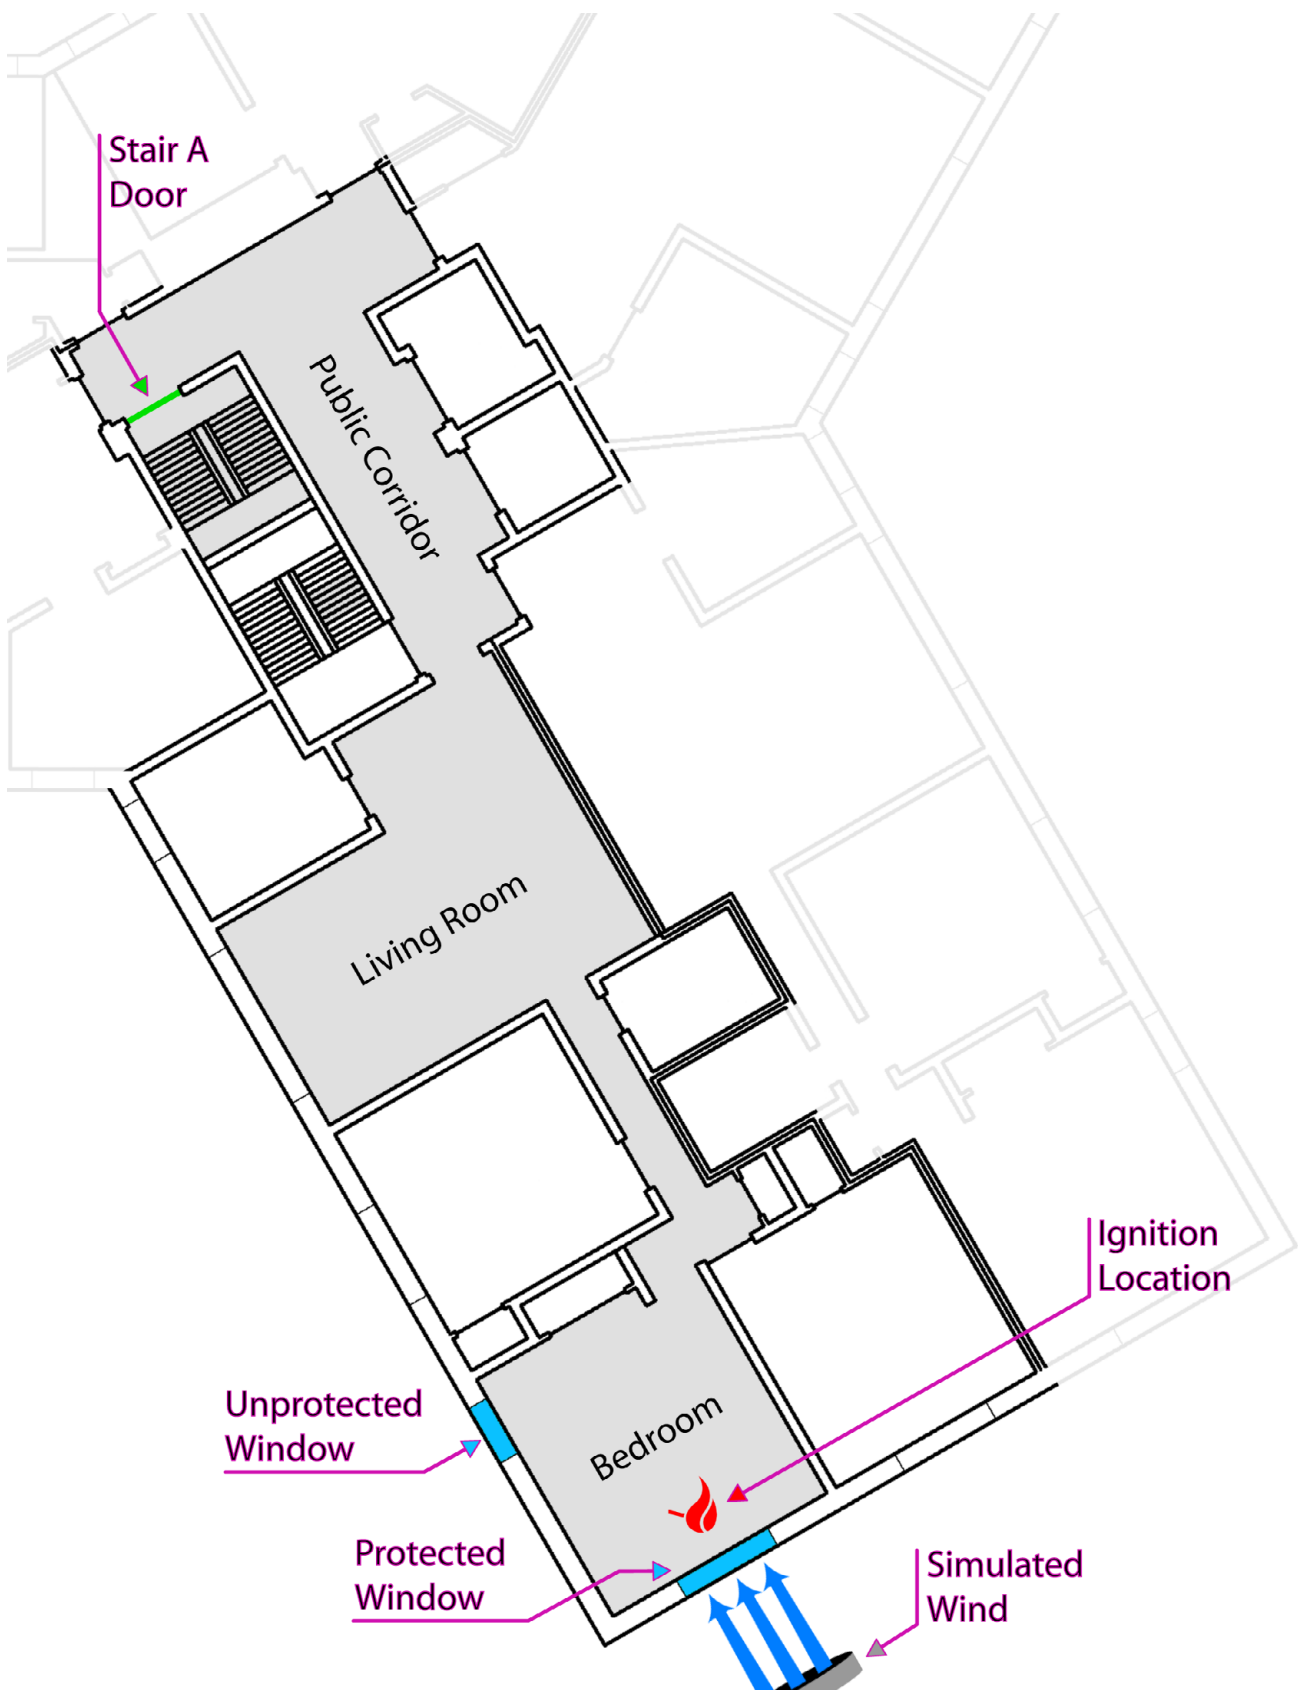 Stair A
Door
Public Corridor
Living Room
Ignition
Location
Unprotected
Window
Bedroom
Protected
Window
Simulated
Wind